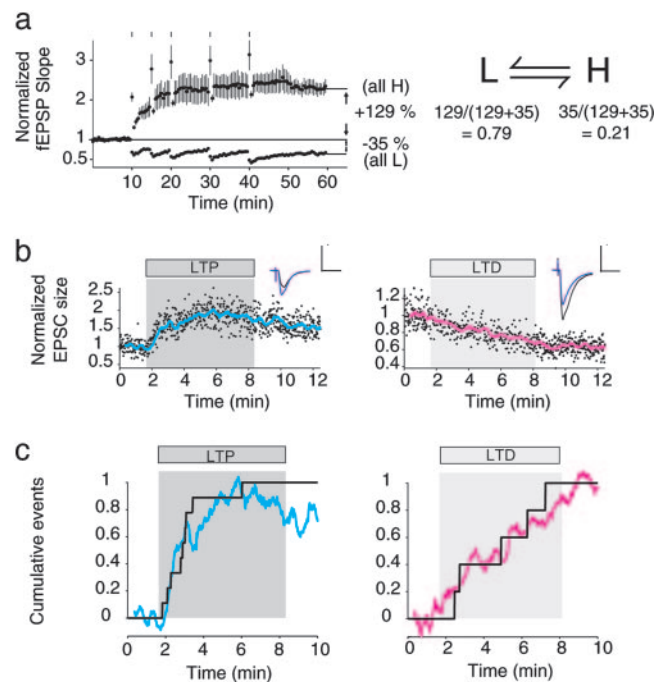 a
Normalized
fEPSP Slope
3
2
1
0.5
10 20 30 40 50 60
Time (min)
(all H)
+129 %
-35 %
(all L)
L ⇌ H
129/(129+35) 35/(129+35)
= 0.79 = 0.21
b
LTP
Normalized
EPSC size
2.5
1.5
0.5
0 2 4 6 8 10 12
Time (min)
LTD
1.2
1
0.8
0.6
0.4
0 2 4 6 8 10 12
Time (min)
c
LTP
Cumulative events
1
0.8
0.6
0.4
0.2
0
0 2 4 6 8 10
Time (min)
LTD
1
0.8
0.6
0.4
0.2
0
0 2 4 6 8 10
Time (min)